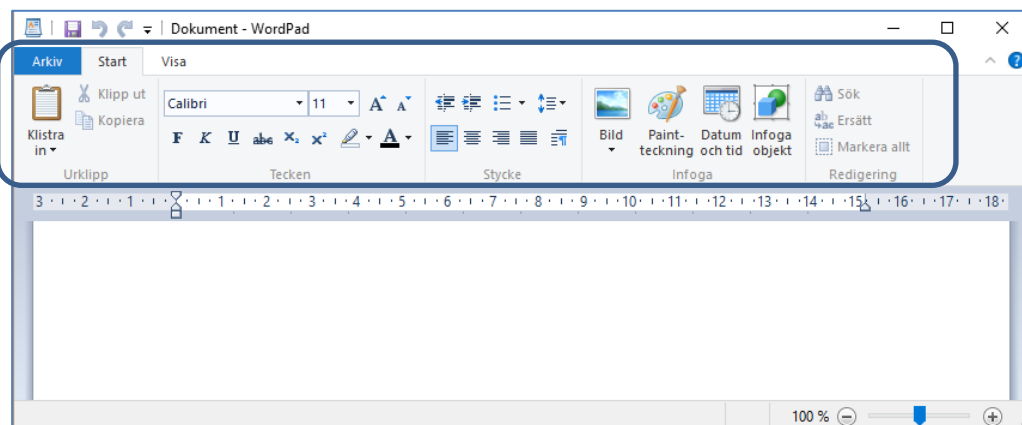 Dokument - WordPad
Arkiv Start Visa
Klistra in
Klipp ut
Kopiera
Urklipp
Calibri 11 A A
F K U abc X₂ x² A
Tecken
Stycke
Bild
Paint-
teckning
Datum
och tid
Infoga
objekt
Infoga
Sök
ab ac Ersätt
Markera allt
Redigering
3 2 1 1 2 3 4 5 6 7 8 9 10 11 12 13 14 15 16 17 18
100 %